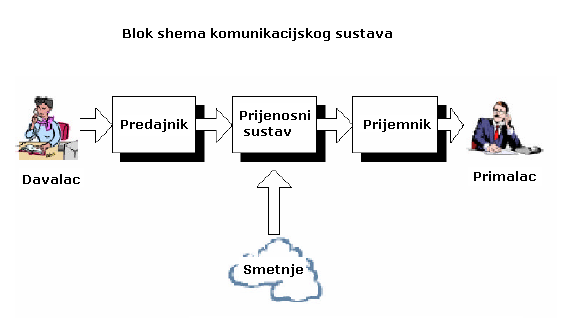 Blok shema komunikacijskog sustava
Predajnik
Prijenosni
sustav
Prijemnik
Davalac
Primalac
Smetnje